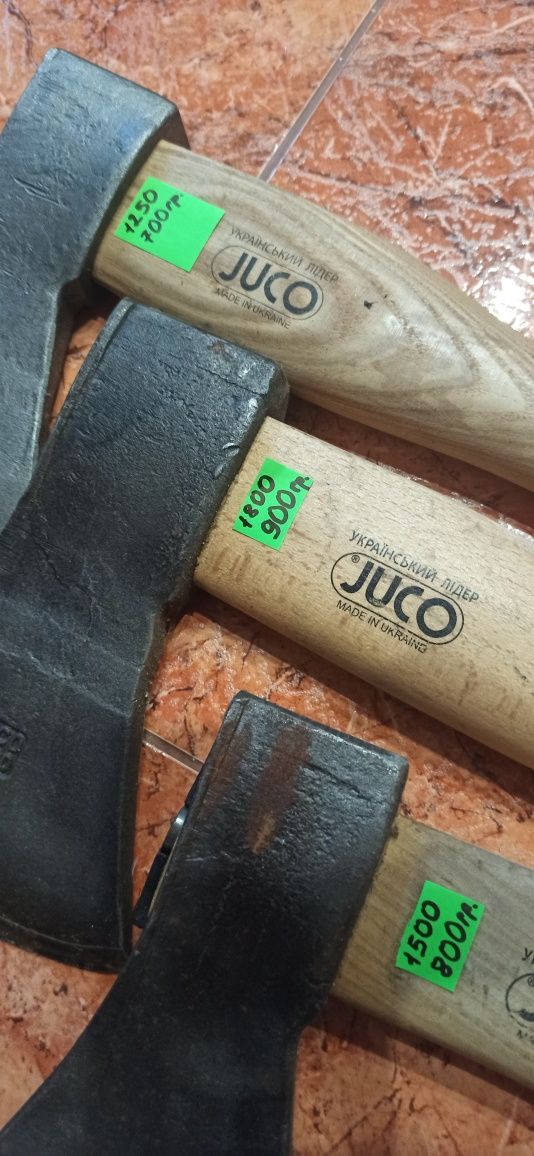 1250
700гр.
УКРАЇНСЬКИЙ ЛІДЕР
JUCO
MADE IN UKRAINE
1800
900гр.
УКРАЇНСЬКИЙ ЛІДЕР
®
JUCO
MADE IN UKRAINE
1500
800гр.